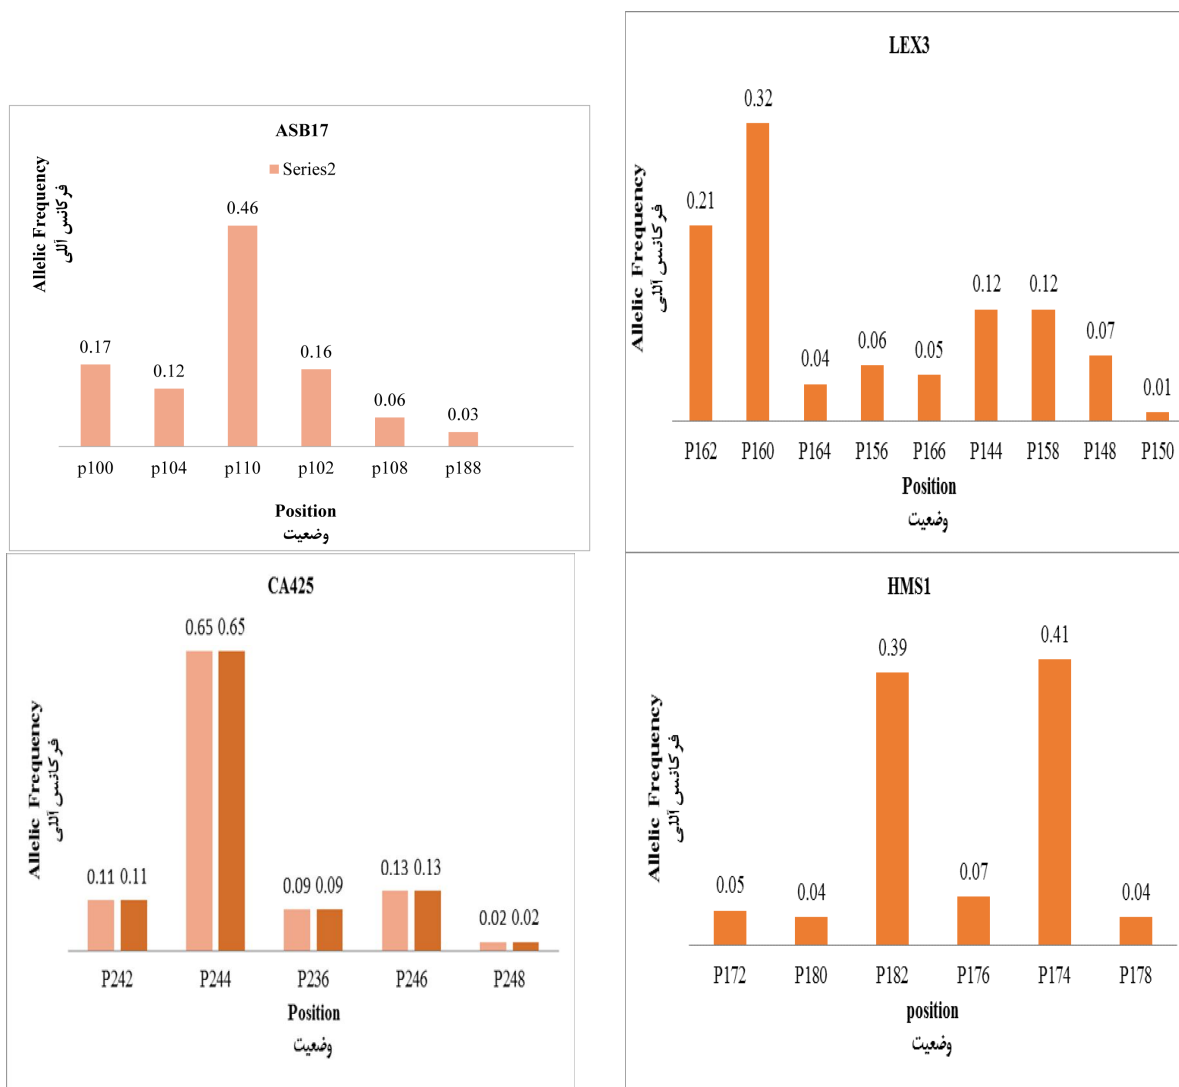 ASB17
Series2
Allelic Frequency
فرکانس آللی
0.17
0.12
0.46
0.16
0.06
0.03
p100 p104 p110 p102 p108 p188
Position
وضعیت
LEX3
Allelic Frequency
فرکانس آللی
0.21
0.32
0.04
0.06
0.05
0.12
0.12
0.07
0.01
P162 P160 P164 P156 P166 P144 P158 P148 P150
Position
وضعیت
CA425
Allelic Frequency
فرکانس آللی
0.11 0.11
0.65 0.65
0.09 0.09
0.13 0.13
0.02 0.02
P242 P244 P236 P246 P248
Position
وضعیت
HMS1
Allelic Frequency
فرکانس آللی
0.05
0.04
0.39
0.07
0.41
0.04
P172 P180 P182 P176 P174 P178
position
وضعیت